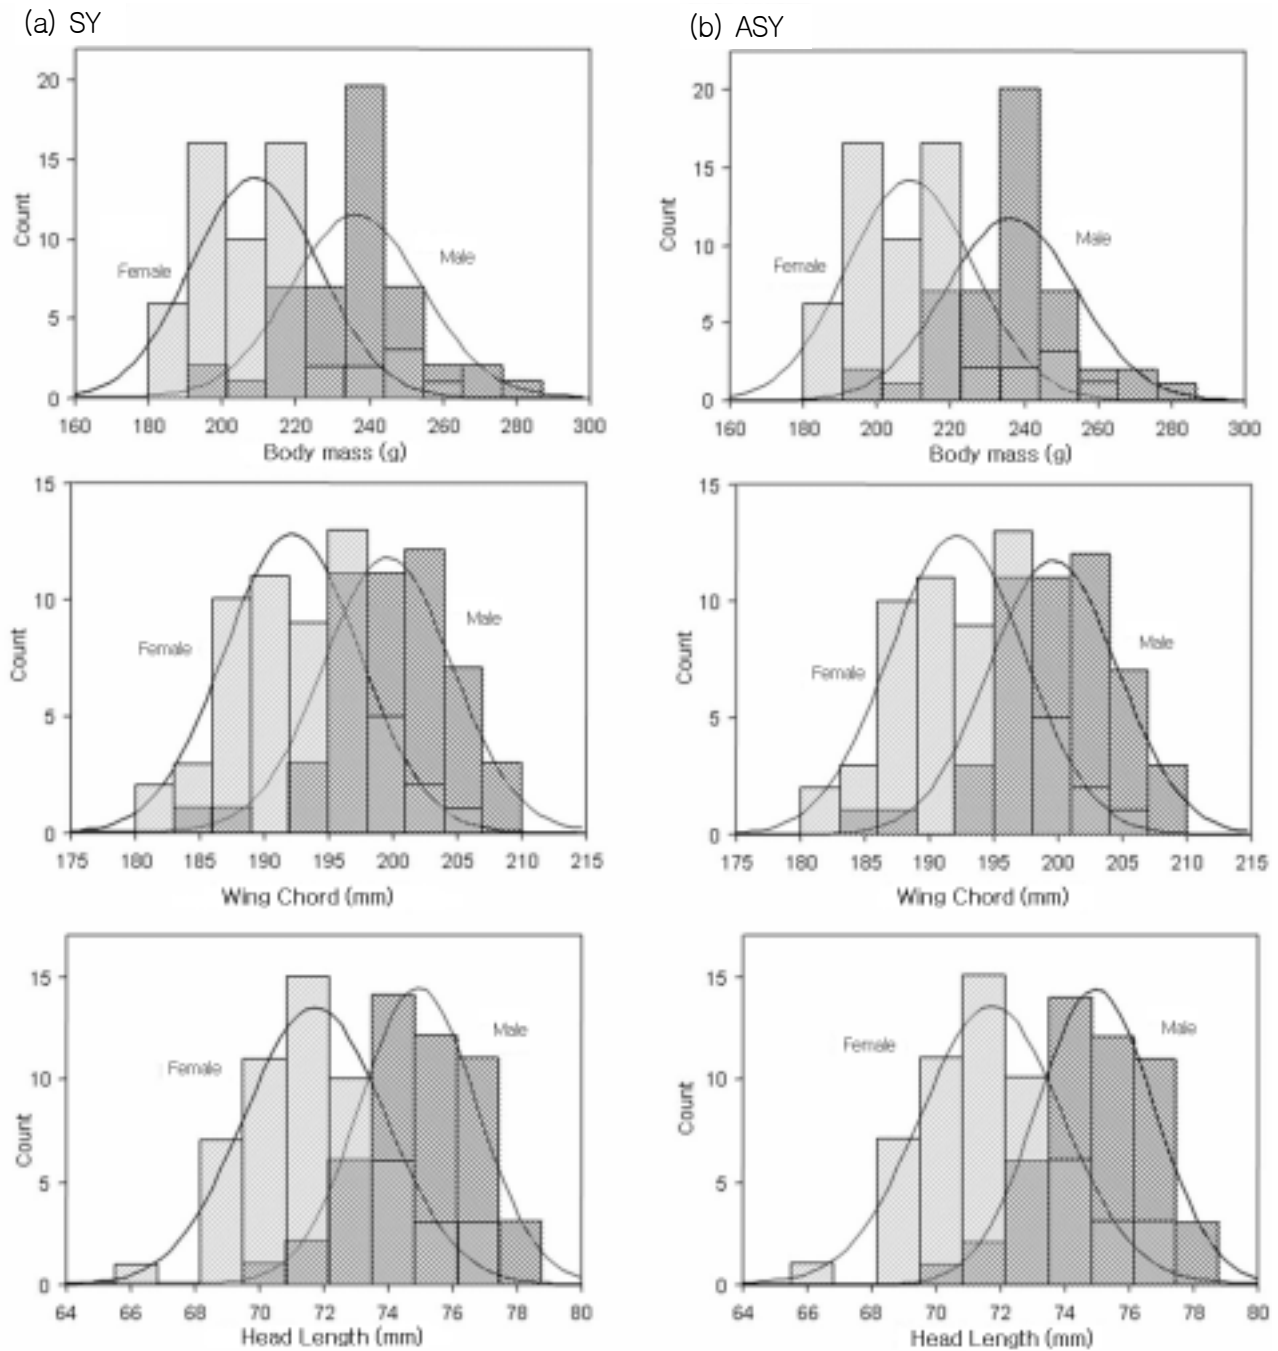 (a) SY
(b) ASY
20
15
10
5
0
Count
Female
Male
160 180 200 220 240 260 280 300
Body mass (g)
20
15
10
5
0
Count
Female
Male
160 180 200 220 240 260 280 300
Body mass (g)
15
10
5
0
Count
Female
Male
175 180 185 190 195 200 205 210 215
Wing Chord (mm)
15
10
5
0
Count
Female
Male
175 180 185 190 195 200 205 210 215
Wing Chord (mm)
15
10
5
0
Count
Female
Male
64 66 68 70 72 74 76 78 80
Head Length (mm)
15
10
5
0
Count
Female
Male
64 66 68 70 72 74 76 78 80
Head Length (mm)